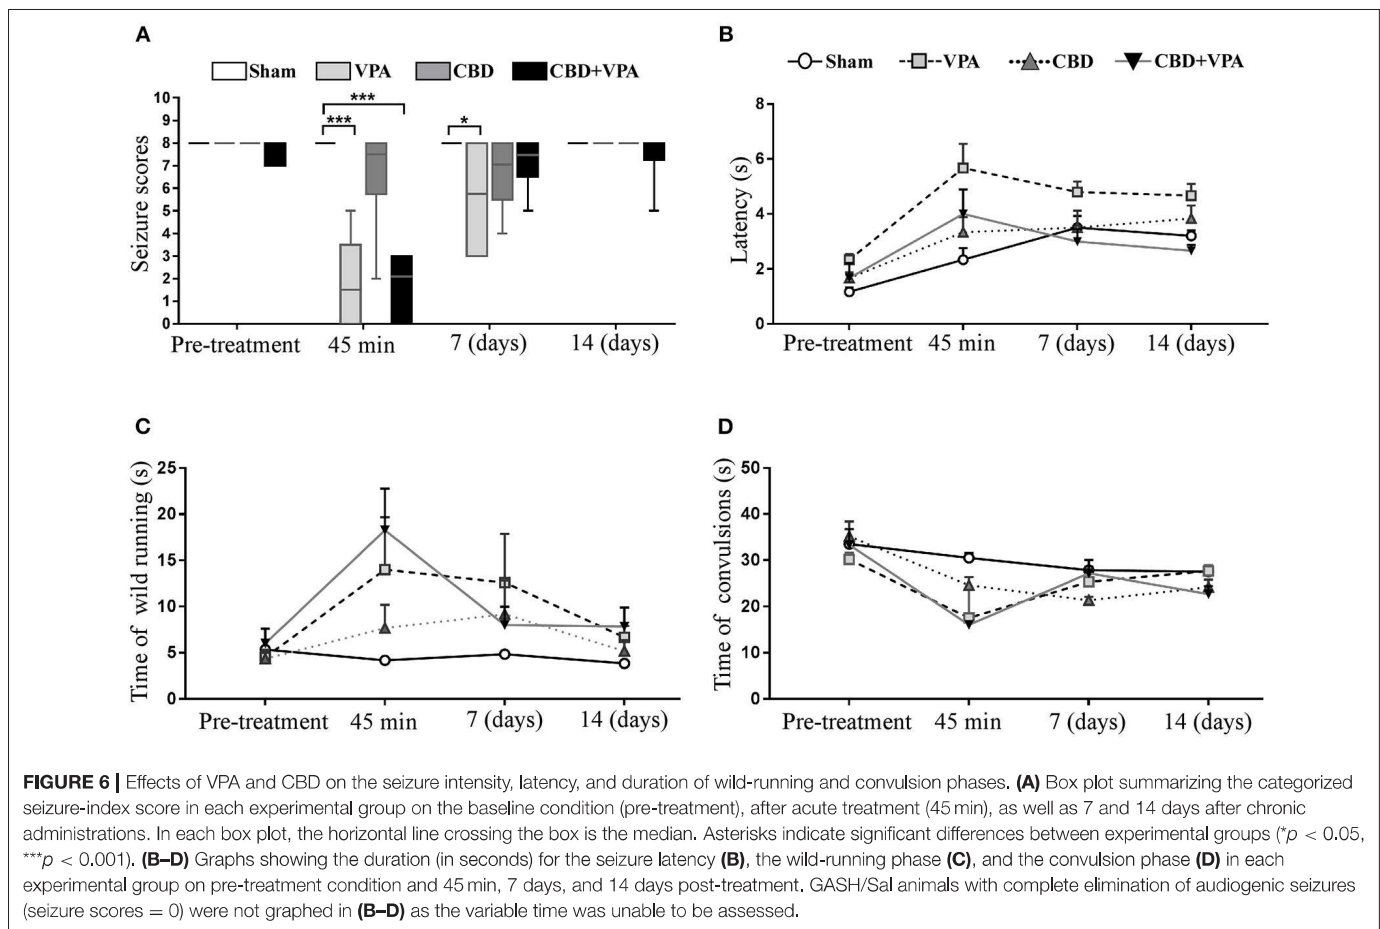 A
Sham VPA CBD CBD+VPA
10
9
8
7
6
5
4
3
2
1
0
Seizure scores
***
***
*
Pre-treatment 45 min 7 (days) 14 (days)
B
Sham VPA CBD CBD+VPA
8
6
4
2
0
Latency (s)
Pre-treatment 45 min 7 (days) 14 (days)
C
25
20
15
10
5
0
Time of wild running (s)
Pre-treatment 45 min 7 (days) 14 (days)
D
50
40
30
20
10
0
Time of convulsions (s)
Pre-treatment 45 min 7 (days) 14 (days)
FIGURE 6 | Effects of VPA and CBD on the seizure intensity, latency, and duration of wild-running and convulsion phases. (A) Box plot summarizing the categorized
seizure-index score in each experimental group on the baseline condition (pre-treatment), after acute treatment (45 min), as well as 7 and 14 days after chronic
administrations. In each box plot, the horizontal line crossing the box is the median. Asterisks indicate significant differences between experimental groups (*p < 0.05,
***p < 0.001). (B–D) Graphs showing the duration (in seconds) for the seizure latency (B), the wild-running phase (C), and the convulsion phase (D) in each
experimental group on pre-treatment condition and 45 min, 7 days, and 14 days post-treatment. GASH/Sal animals with complete elimination of audiogenic seizures
(seizure scores = 0) were not graphed in (B–D) as the variable time was unable to be assessed.